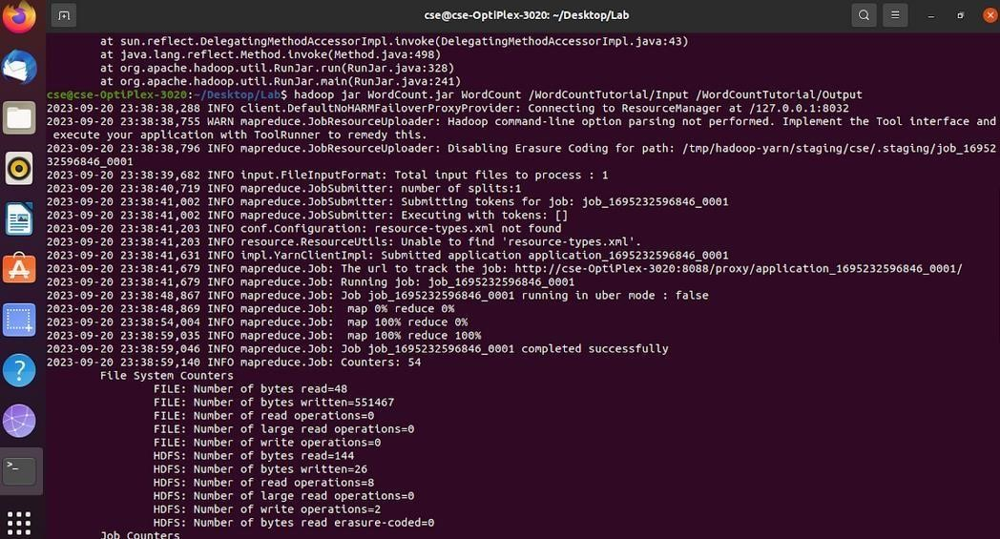 cse@cse-OptiPlex-3020: ~/Desktop/Lab
at sun.reflect.DelegatingMethodAccessorImpl.invoke(DelegatingMethodAccessorImpl.java:43)
at java.lang.reflect.Method.invoke(Method.java:498)
at org.apache.hadoop.util.RunJar.run(RunJar.java:328)
at org.apache.hadoop.util.RunJar.main(RunJar.java:241)
cse@cse-OptiPlex-3020:~/Desktop/Lab$ hadoop jar WordCount.jar WordCount /WordCountTutorial/Input /WordCountTutorial/Output
2023-09-20 23:38:38,288 INFO client.DefaultNoHARMFailoverProxyProvider: Connecting to ResourceManager at /127.0.0.1:8032
2023-09-20 23:38:38,755 WARN mapreduce.JobResourceUploader: Hadoop command-line option parsing not performed. Implement the Tool interface and
execute your application with ToolRunner to remedy this.
2023-09-20 23:38:38,796 INFO mapreduce.JobResourceUploader: Disabling Erasure Coding for path: /tmp/hadoop-yarn/staging/cse/.staging/job_16952
32596846_0001
2023-09-20 23:38:39,682 INFO input.FileInputFormat: Total input files to process : 1
2023-09-20 23:38:40,719 INFO mapreduce.JobSubmitter: number of splits:1
2023-09-20 23:38:41,002 INFO mapreduce.JobSubmitter: Submitting tokens for job: job_1695232596846_0001
2023-09-20 23:38:41,002 INFO mapreduce.JobSubmitter: Executing with tokens: []
2023-09-20 23:38:41,203 INFO conf.Configuration: resource-types.xml not found
2023-09-20 23:38:41,203 INFO resource.ResourceUtils: Unable to find 'resource-types.xml'.
2023-09-20 23:38:41,631 INFO impl.YarnClientImpl: Submitted application application_1695232596846_0001
2023-09-20 23:38:41,679 INFO mapreduce.Job: The url to track the job: http://cse-OptiPlex-3020:8088/proxy/application_1695232596846_0001/
2023-09-20 23:38:41,679 INFO mapreduce.Job: Running job: job_1695232596846_0001
2023-09-20 23:38:48,867 INFO mapreduce.Job: Job job_1695232596846_0001 running in uber mode : false
2023-09-20 23:38:48,869 INFO mapreduce.Job:  map 0% reduce 0%
2023-09-20 23:38:54,004 INFO mapreduce.Job:  map 100% reduce 0%
2023-09-20 23:38:59,035 INFO mapreduce.Job:  map 100% reduce 100%
2023-09-20 23:38:59,046 INFO mapreduce.Job: Job job_1695232596846_0001 completed successfully
2023-09-20 23:38:59,140 INFO mapreduce.Job: Counters: 54
File System Counters
FILE: Number of bytes read=48
FILE: Number of bytes written=551467
FILE: Number of read operations=0
FILE: Number of large read operations=0
FILE: Number of write operations=0
HDFS: Number of bytes read=144
HDFS: Number of bytes written=26
HDFS: Number of read operations=8
HDFS: Number of large read operations=0
HDFS: Number of write operations=2
HDFS: Number of bytes read erasure-coded=0
Job Counters